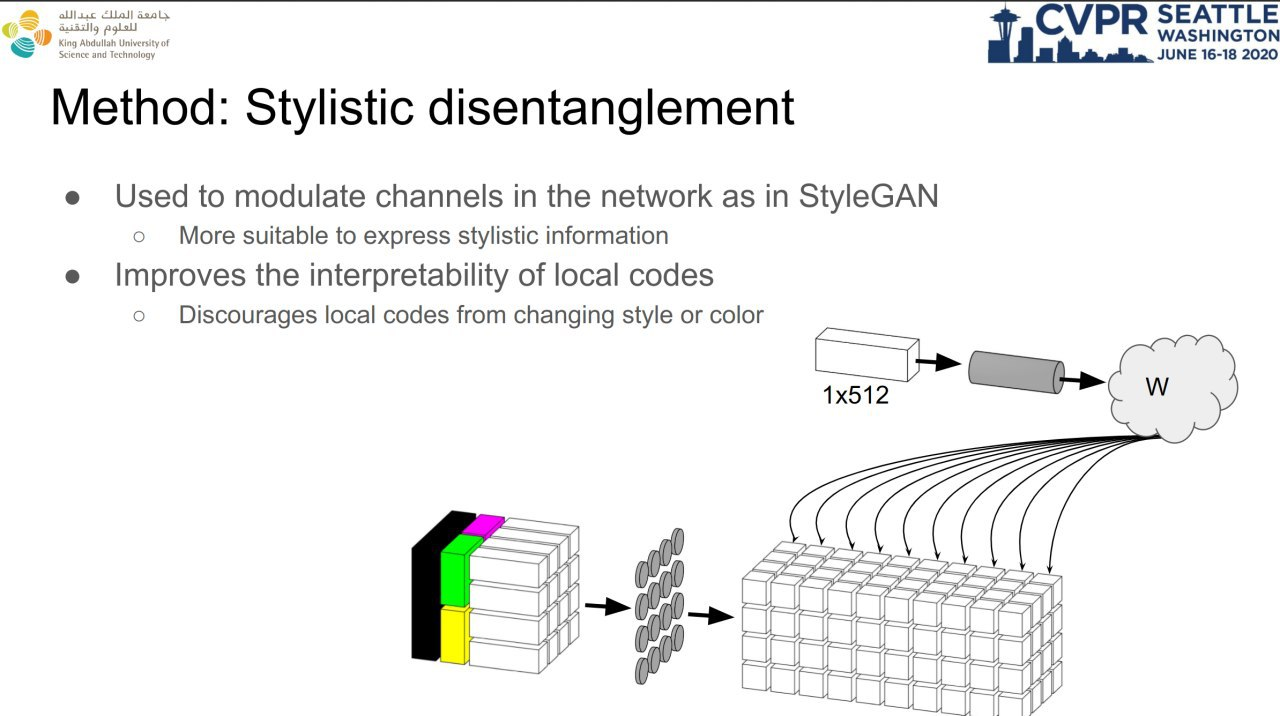 جامعة الملك عبدالله
للعلوم والتقنية
King Abdullah University of
Science and Technology
CVPR SEATTLE
WASHINGTON
JUNE 16-18 2020
Method: Stylistic disentanglement
● Used to modulate channels in the network as in StyleGAN
○ More suitable to express stylistic information
● Improves the interpretability of local codes
○ Discourages local codes from changing style or color
1x512
W